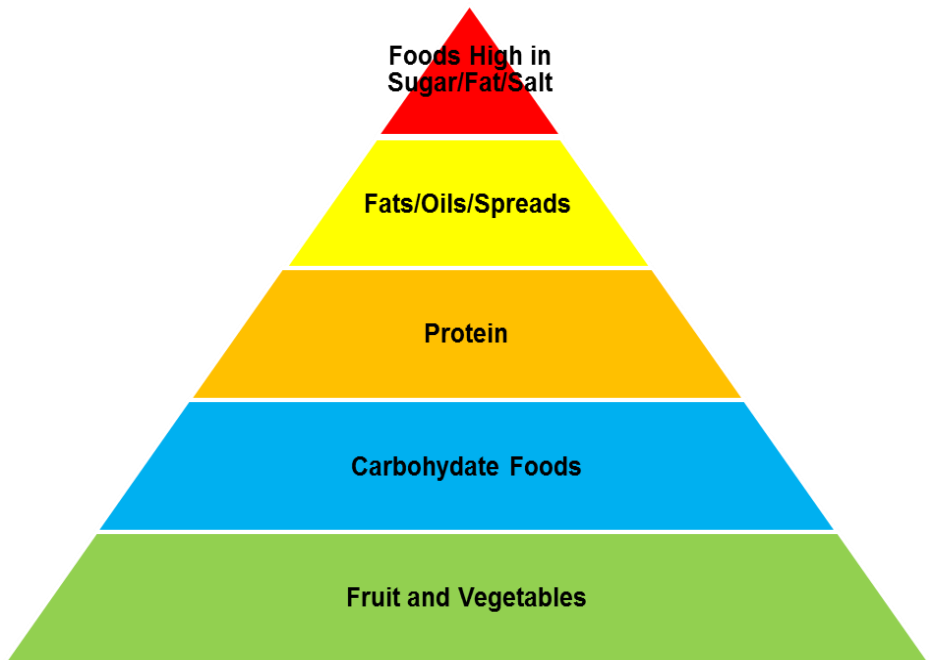 Foods High in
Sugar/Fat/Salt
Fats/Oils/Spreads
Protein
Carbohydate Foods
Fruit and Vegetables